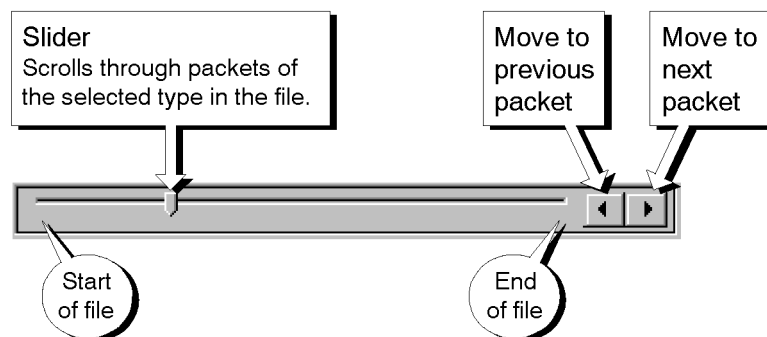 Slider
Scrolls through packets of
the selected type in the file.
Move to
previous
packet
Move to
next
packet
Start
of file
End
of file